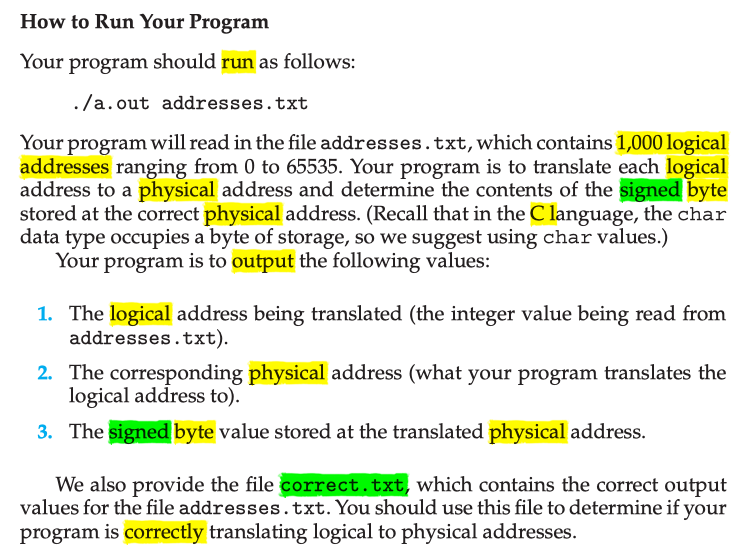 How to Run Your Program
Your program should run as follows:
./a.out addresses.txt
Your program will read in the file addresses.txt, which contains 1,000 logical
addresses ranging from 0 to 65535. Your program is to translate each logical
address to a physical address and determine the contents of the signed byte
stored at the correct physical address. (Recall that in the C language, the char
data type occupies a byte of storage, so we suggest using char values.)
Your program is to output the following values:
1. The logical address being translated (the integer value being read from
addresses.txt).
2. The corresponding physical address (what your program translates the
logical address to).
3. The signed byte value stored at the translated physical address.
We also provide the file correct.txt, which contains the correct output
values for the file addresses.txt. You should use this file to determine if your
program is correctly translating logical to physical addresses.